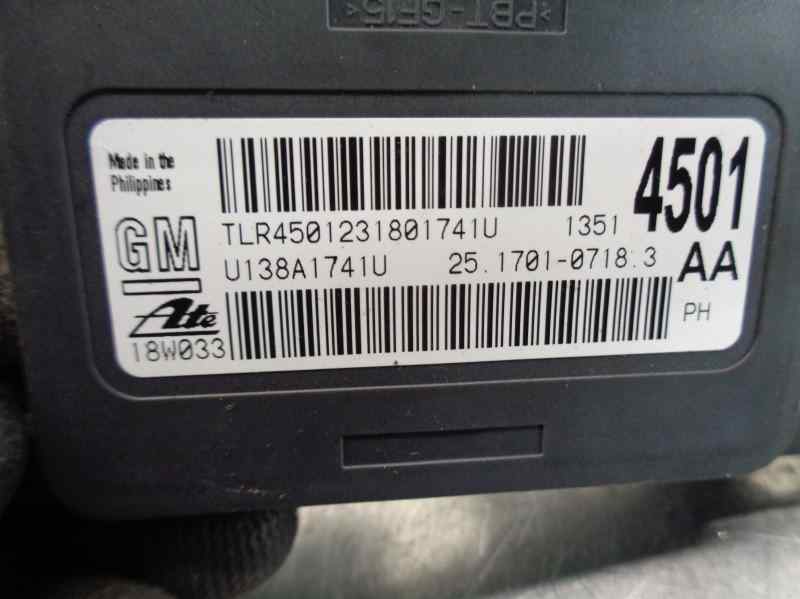 >PBT-GF15<
Made in the
Philippines
GM
Ate
18W033
TLR4501231801741U 1351
U138A1741U 25.1701-0718.3
4501
AA
PH